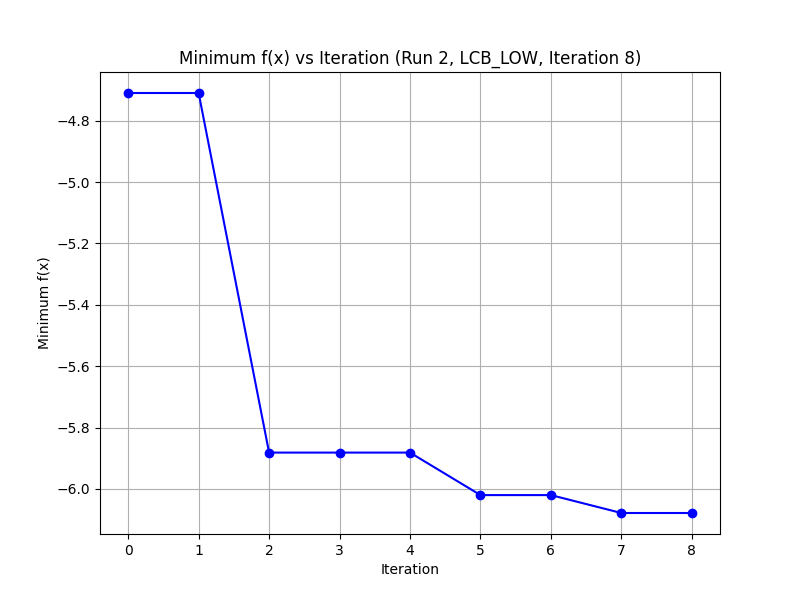 Minimum f(x) vs Iteration (Run 2, LCB_LOW, Iteration 8)
Minimum f(x)
−4.8
−5.0
−5.2
−5.4
−5.6
−5.8
−6.0
0 1 2 3 4 5 6 7 8
Iteration